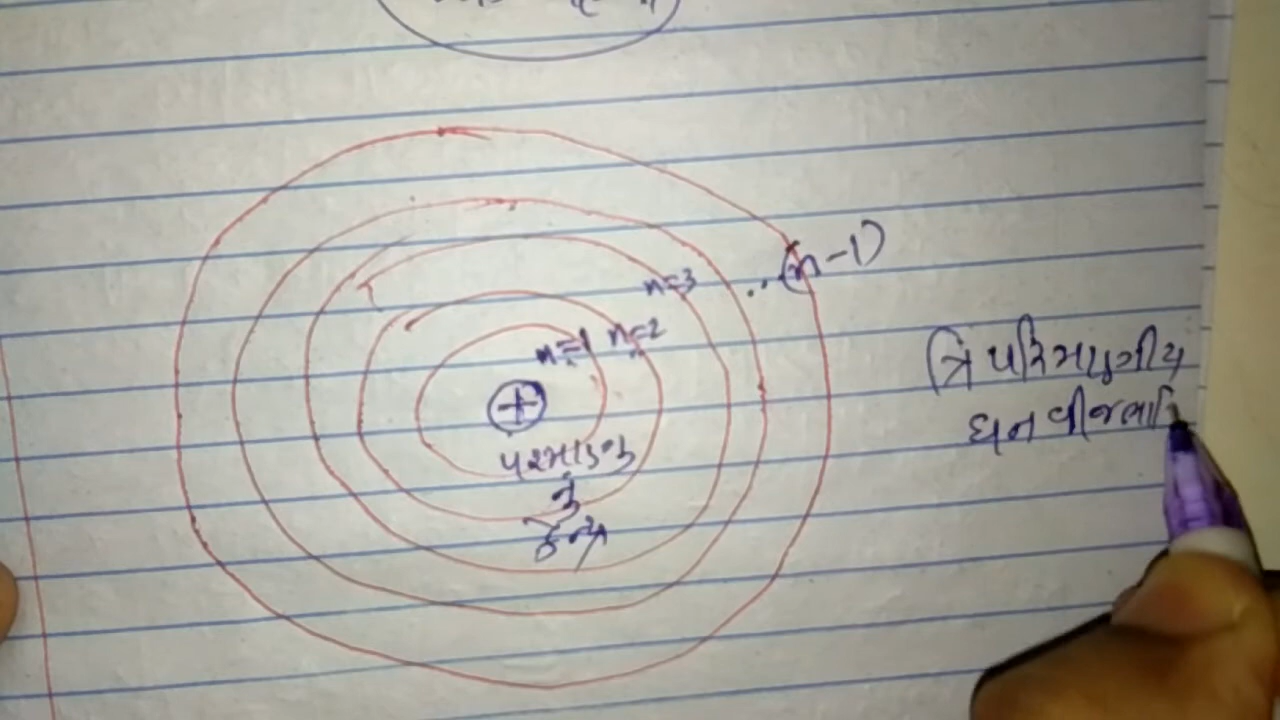 (n-1)
n=3
n=2
n=1
+
પરમાણુ
નું
કેન્દ્ર
ત્રિ પરિમાણીય
ઘન વીજભારિ